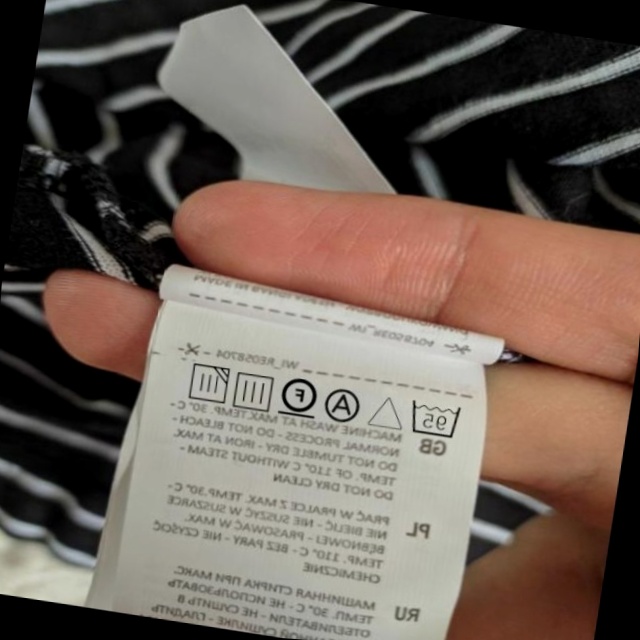 WI_RED5704
95 A F
GB MACHINE WASH AT MAX.TEMP. 30° C -
NORMAL PROCESS- DO NOT BLEACH -
DO NOT TUMBLE DRY - IRON AT MAX.
TEMP. OF 110° C WITHOUT STEAM -
DO NOT DRY CLEAN
PL PRAĆ W PRALCE Z MAX. TEMP.30° C -
NIE BIELIĆ - NIE SUSZYĆ W SUSZARCE
BĘBNOWEJ - PRASOWAĆ W MAX.
TEMP. 110° C - BEZ PARY - NIE CZYŚCIĆ
CHEMICZNIE
RU МАШИННАЯ СТИРКА ПРИ МАКС.
ТЕМП. 30° C - НЕ ИСПОЛЬЗОВАТЬ
ОТБЕЛИВАТЕЛИ - НЕ СУШИТЬ В
СУШИЛКЕ - ГЛАДИТЬ